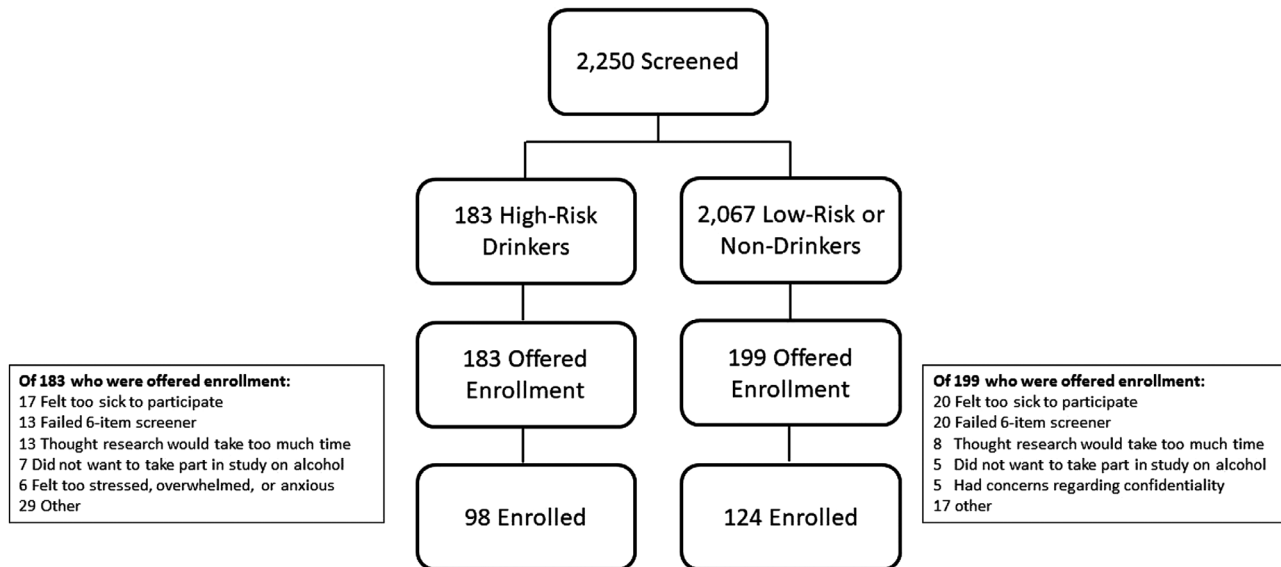 2,250 Screened
183 High-Risk
Drinkers
2,067 Low-Risk or
Non-Drinkers
183 Offered
Enrollment
199 Offered
Enrollment
Of 183 who were offered enrollment:
17 Felt too sick to participate
13 Failed 6-item screener
13 Thought research would take too much time
7 Did not want to take part in study on alcohol
6 Felt too stressed, overwhelmed, or anxious
29 Other
Of 199 who were offered enrollment:
20 Felt too sick to participate
20 Failed 6-item screener
8 Thought research would take too much time
5 Did not want to take part in study on alcohol
5 Had concerns regarding confidentiality
17 other
98 Enrolled
124 Enrolled